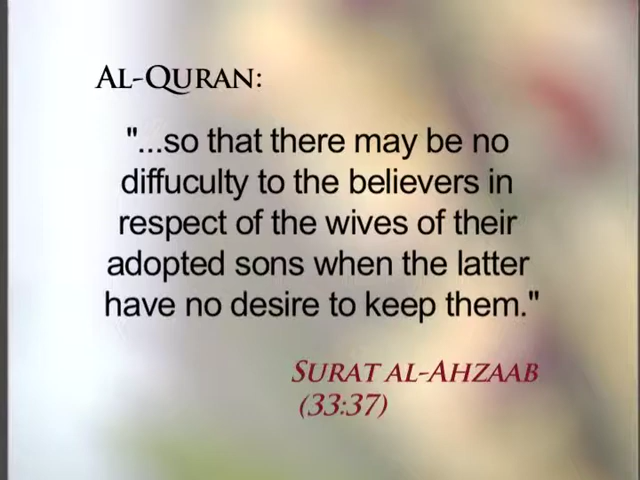 AL-QURAN:
"...so that there may be no
diffuculty to the believers in
respect of the wives of their
adopted sons when the latter
have no desire to keep them."
SURAT AL-AHZAAB
(33:37)